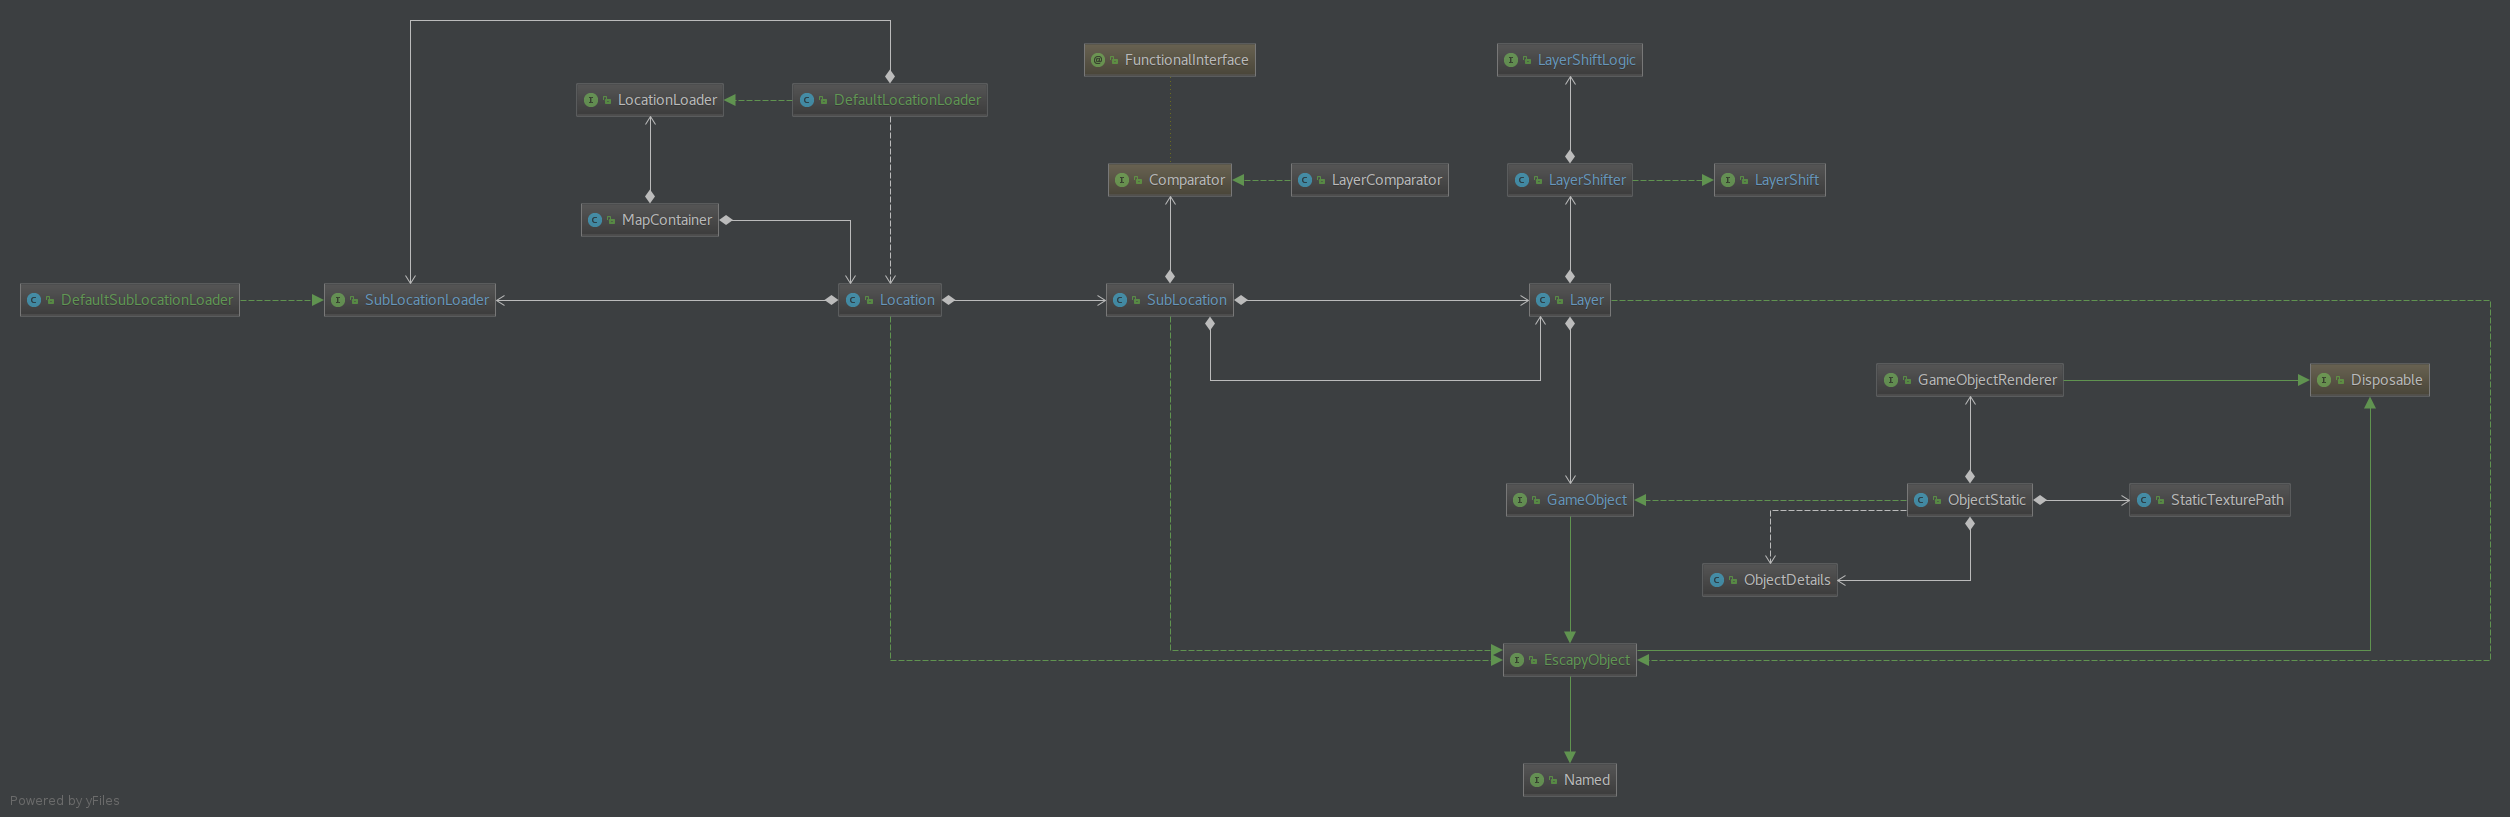 FunctionalInterface
LayerShiftLogic
LocationLoader
DefaultLocationLoader
Comparator
LayerComparator
LayerShifter
LayerShift
MapContainer
DefaultSubLocationLoader
SubLocationLoader
Location
SubLocation
Layer
GameObjectRenderer
Disposable
GameObject
ObjectStatic
StaticTexturePath
ObjectDetails
EscapyObject
Named
Powered by yFiles